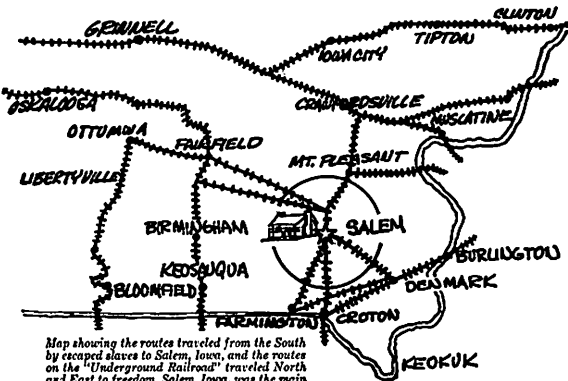 CLINTON
GRINNELL
TIPTON
IOWA CITY
OSKALOOGA
CRAWFORDSVILLE
MUSCATINE
OTTUMWA
FAIRFIELD
MT. PLEASANT
LIBERTYVILLE
BIRMINGHAM
SALEM
BURLINGTON
KEOSAUQUA
DENMARK
BLOOMFIELD
FARMINGTON
CROTON
KEOKUK
Map showing the routes traveled from the South
by escaped slaves to Salem, Iowa, and the routes
on the "Underground Railroad" traveled North
and East to freedom. Salem, Iowa, was the main